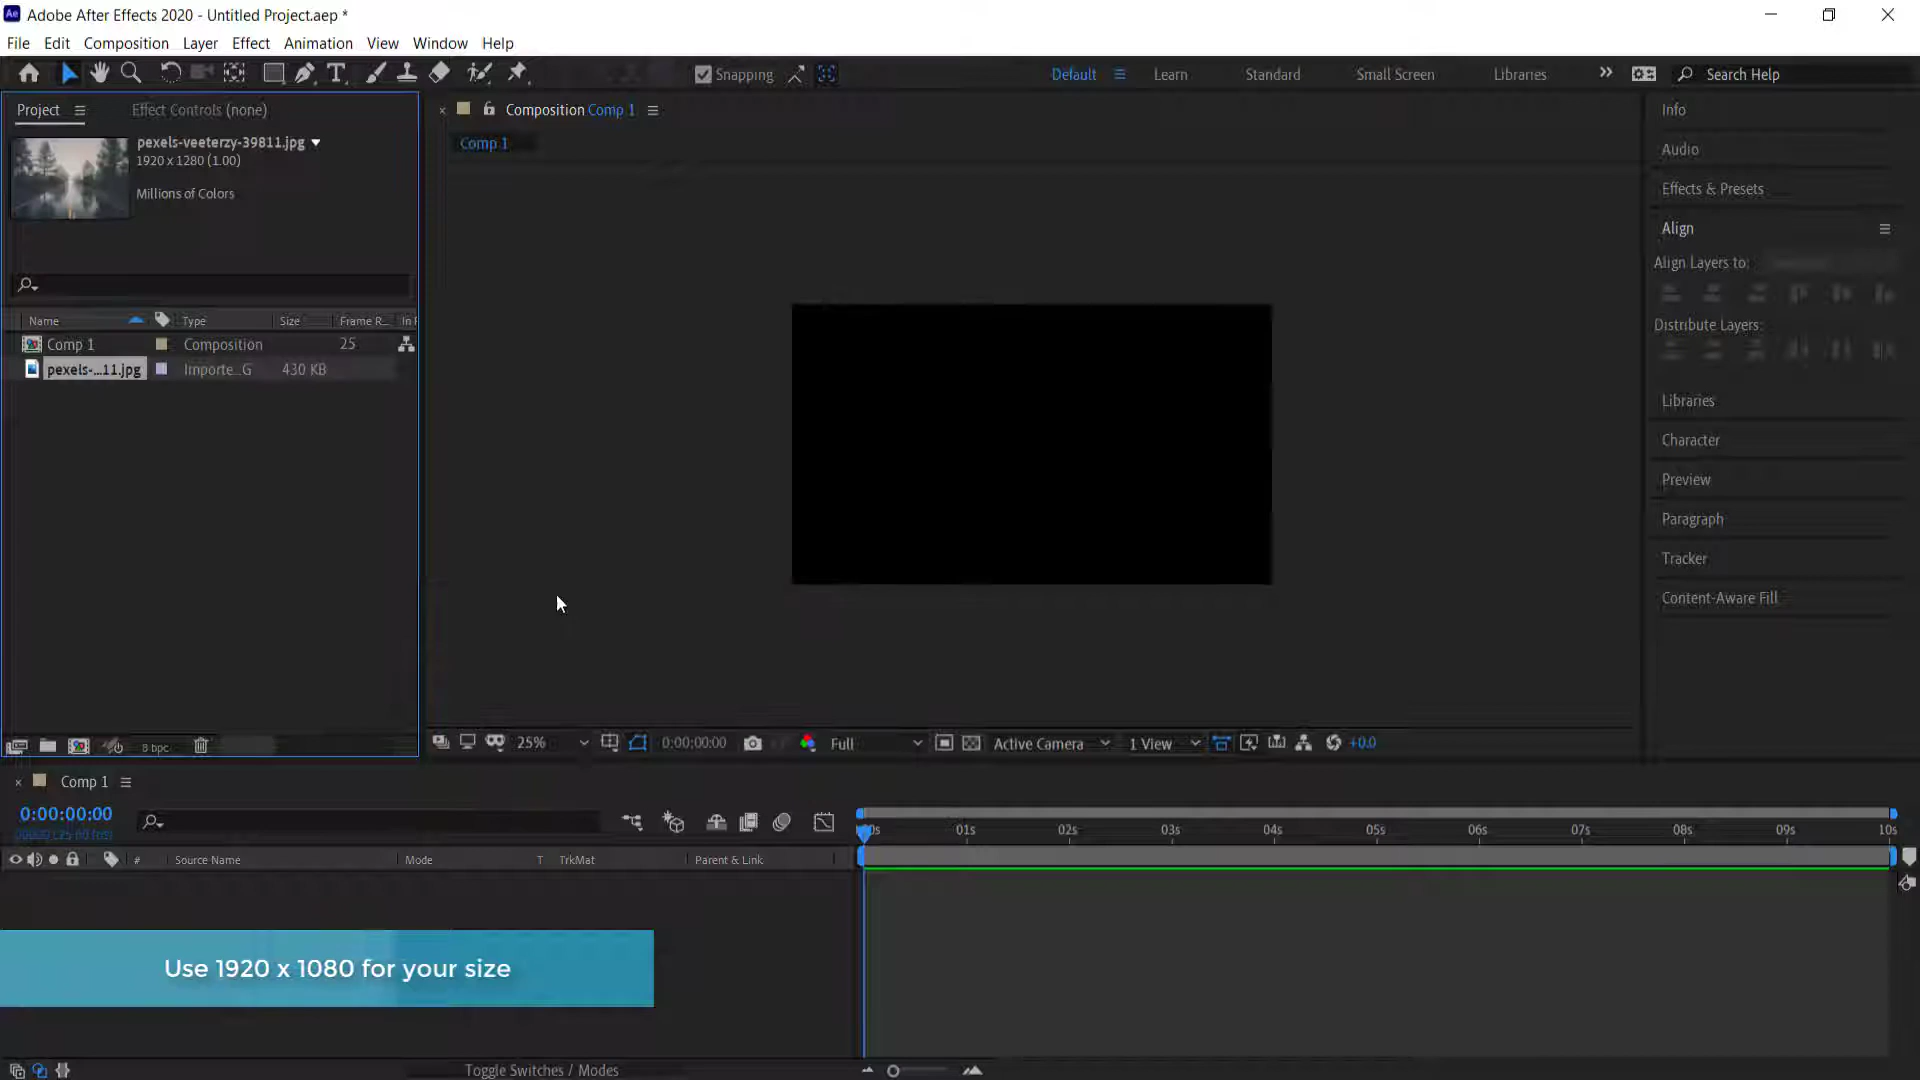 Adobe After Effects 2020 - Untitled Project.aep *
File Edit Composition Layer Effect Animation View Window Help
Snapping
Default Learn Standard Small Screen Libraries Search Help
Project Effect Controls (none)
Composition Comp 1
Comp 1
pexels-veeterzy-39811.jpg
1920 x 1280 (1.00)
Millions of Colors
Name Type Size Frame R... In P
Comp 1 Composition 25
pexels-...11.jpg Importe...G 430 KB
Info
Audio
Effects & Presets
Align
Align Layers to:
Distribute Layers:
Libraries
Character
Preview
Paragraph
Tracker
Content-Aware Fill
8 bpc
25% 0:00:00:00 Full Active Camera 1 View +0.0
Comp 1
0:00:00:00
# Source Name Mode T TrkMat Parent & Link
01s 02s 03s 04s 05s 06s 07s 08s 09s 10s
Use 1920 x 1080 for your size
Toggle Switches / Modes